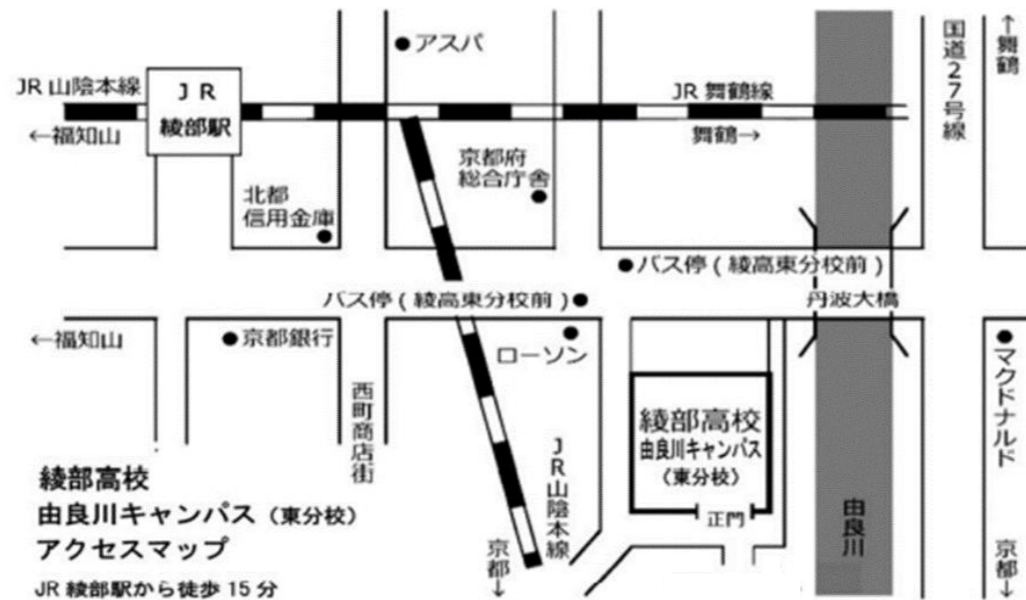 アスパ
JR 山陰本線
←福知山
JR
綾部駅
JR 舞鶴線
舞鶴→
国道27号線
↑舞鶴
京都府
総合庁舎
北都
信用金庫
バス停(綾高東分校前)
バス停(綾高東分校前)
丹波大橋
←福知山
京都銀行
ローソン
マクドナルド
西町商店街
JR山陰本線
京都↓
綾部高校
由良川キャンパス
(東分校)
正門
由良川
京都↓
綾部高校
由良川キャンパス(東分校)
アクセスマップ
JR 綾部駅から徒歩 15 分